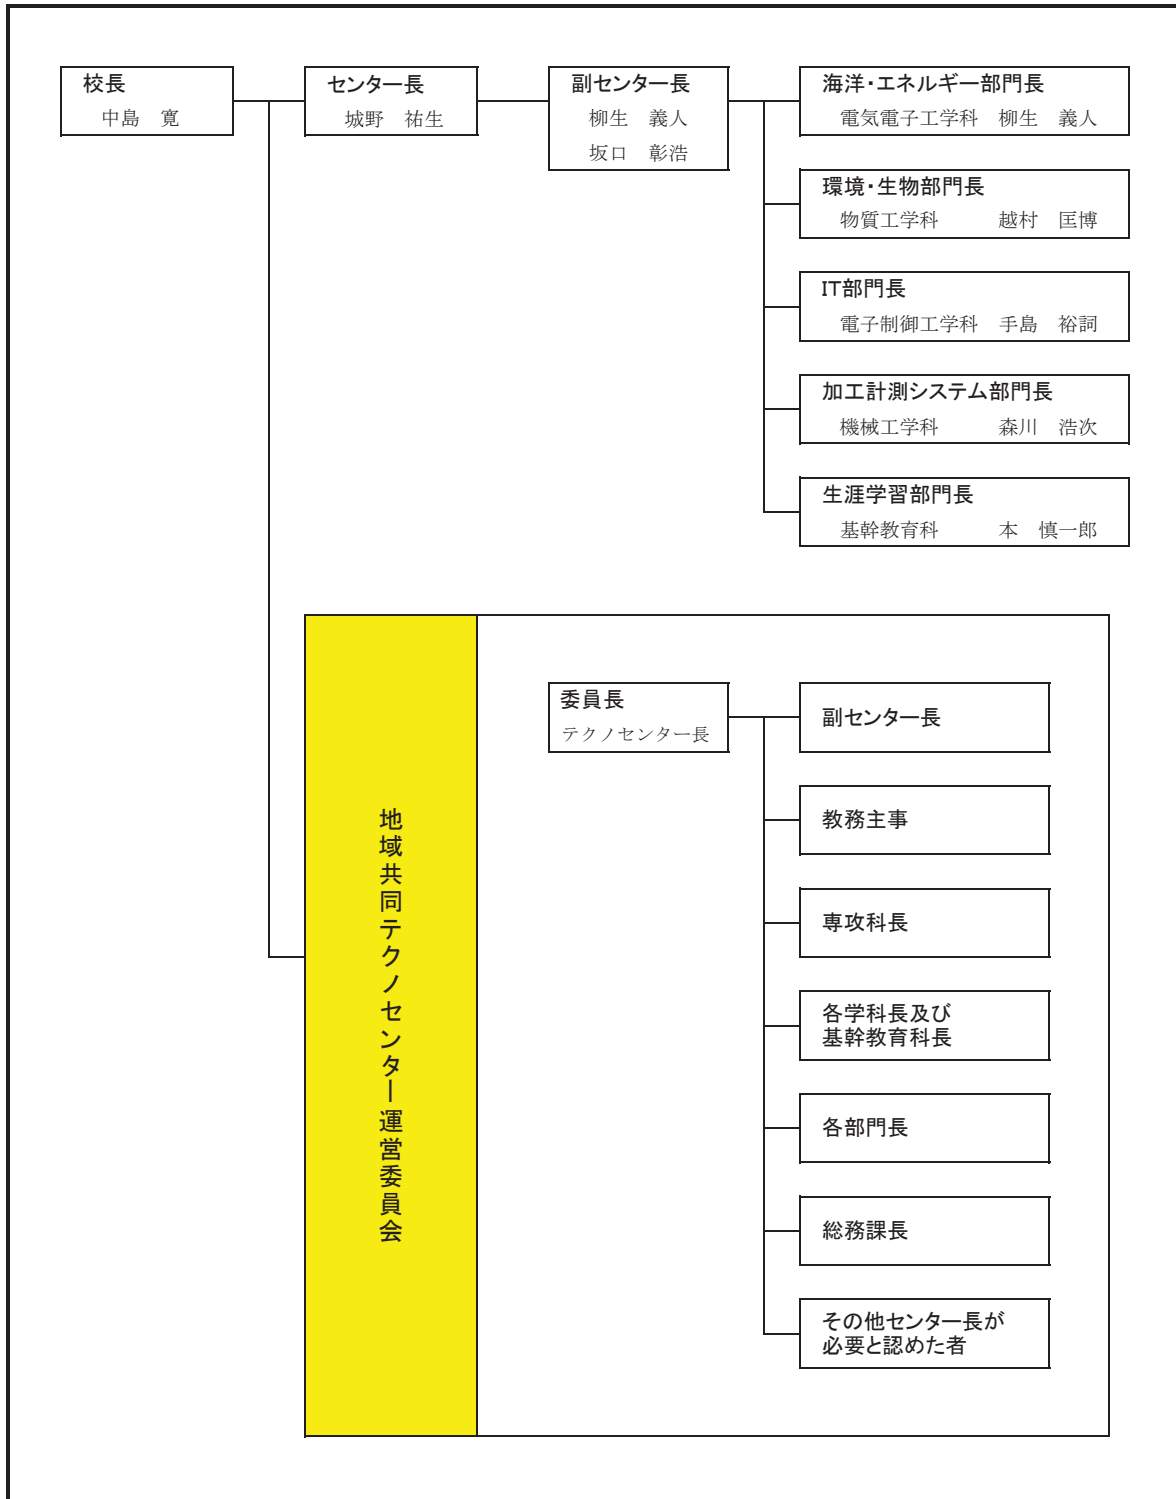 校長
中島　寛
センター長
城野　祐生
副センター長
柳生　義人
坂口　彰浩
海洋・エネルギー部門長
電気電子工学科　柳生　義人
環境・生物部門長
物質工学科　　　越村　匡博
IT部門長
電子制御工学科　手島　裕詞
加工計測システム部門長
機械工学科　　　森川　浩次
生涯学習部門長
基幹教育科　　　本　慎一郎
地域共同テクノセンター運営委員会
委員長
テクノセンター長
副センター長
教務主事
専攻科長
各学科長及び
基幹教育科長
各部門長
総務課長
その他センター長が
必要と認めた者